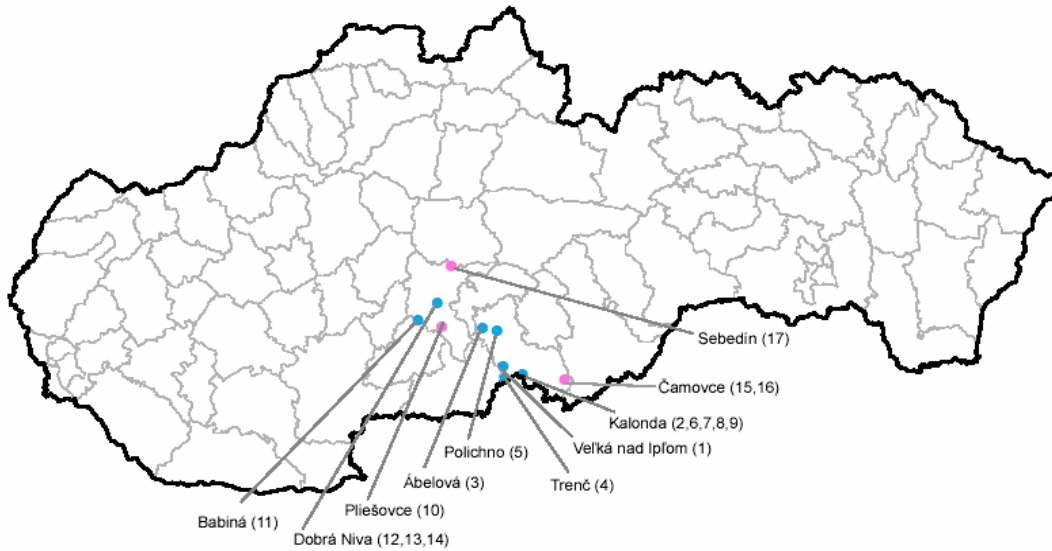 Sebedín (17)
Čamovce (15,16)
Kalonda (2,6,7,8,9)
Veľká nad Ipľom (1)
Polichno (5)
Ábelová (3)
Trenč (4)
Pliešovce (10)
Babiná (11)
Dobrá Niva (12,13,14)